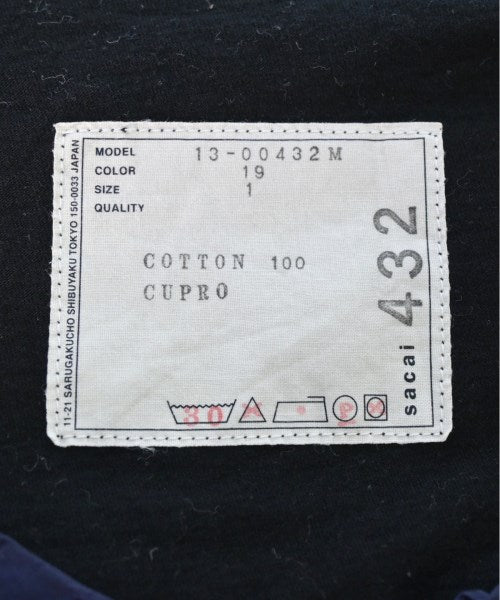 MODEL 13-00432M
COLOR 19
SIZE 1
QUALITY
COTTON 100
CUPRO
30
P
sacai 432
11-21 SARUGAKUCHO SHIBUYAKU TOKYO 150-0033 JAPAN